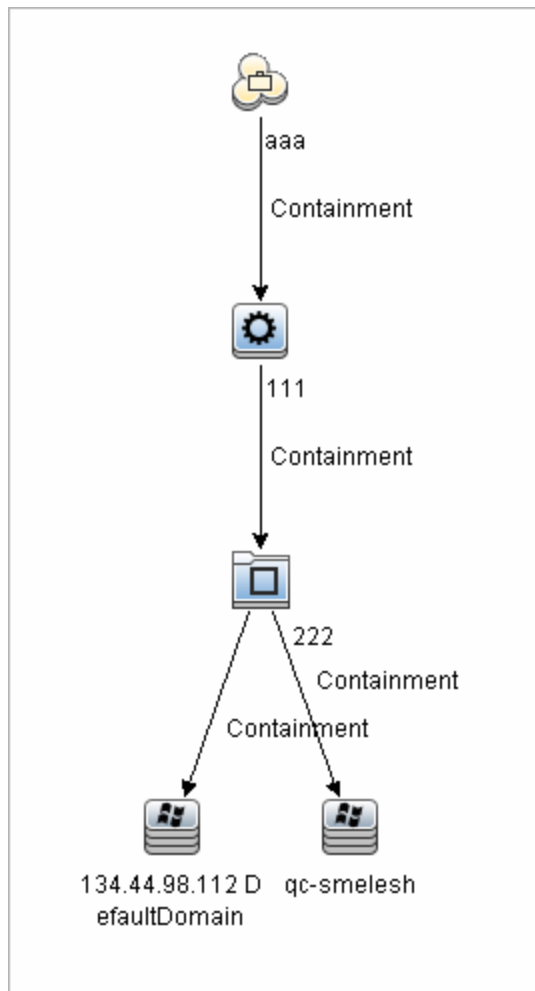 aaa
Containment
111
Containment
222
Containment
Containment
134.44.98.112 D
efaultDomain
qc-smelesh